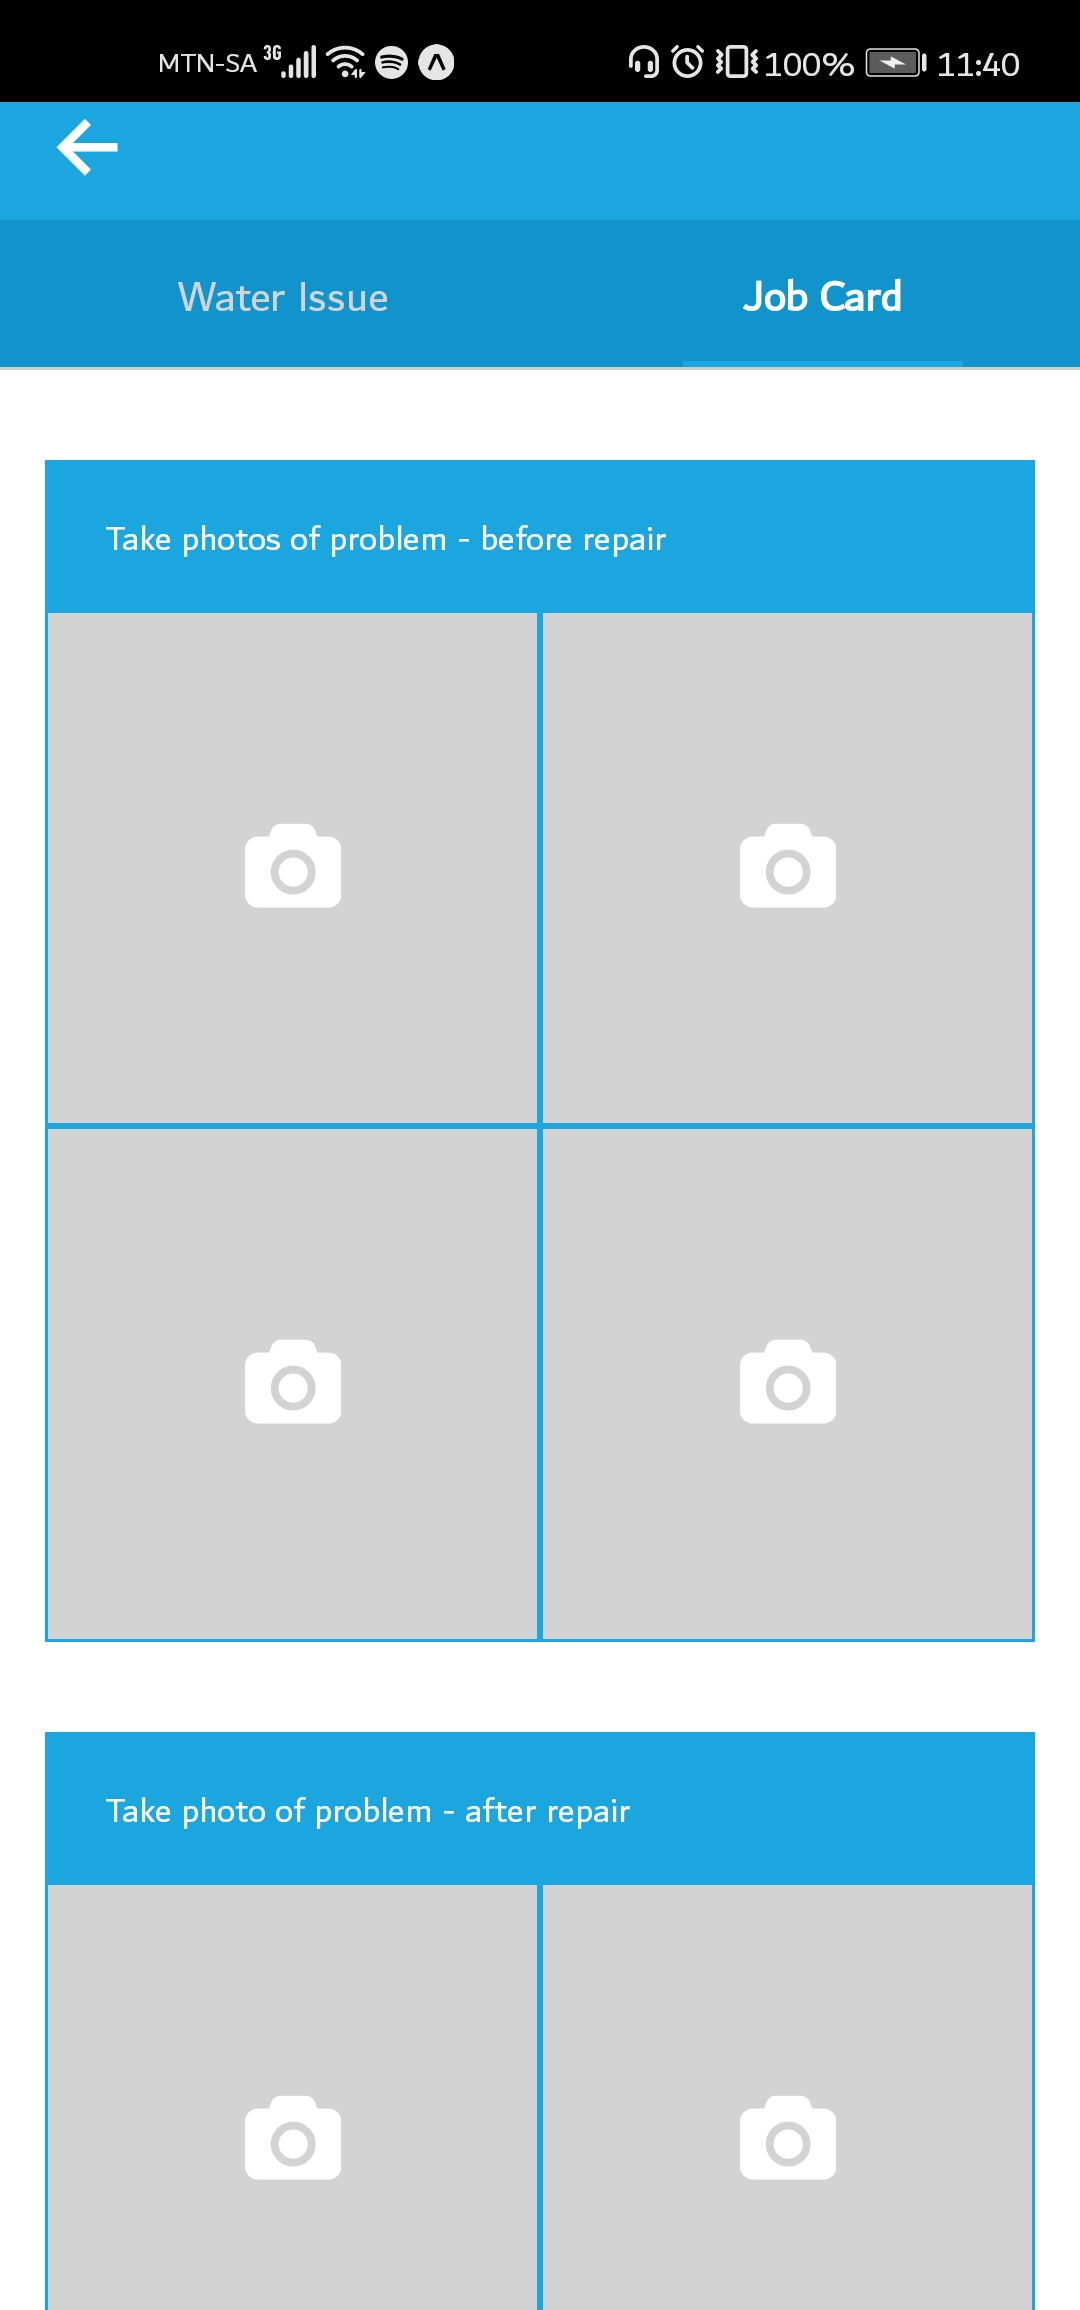 MTN-SA 3G 100% 11:40
Water Issue Job Card
Take photos of problem - before repair
Take photo of problem - after repair